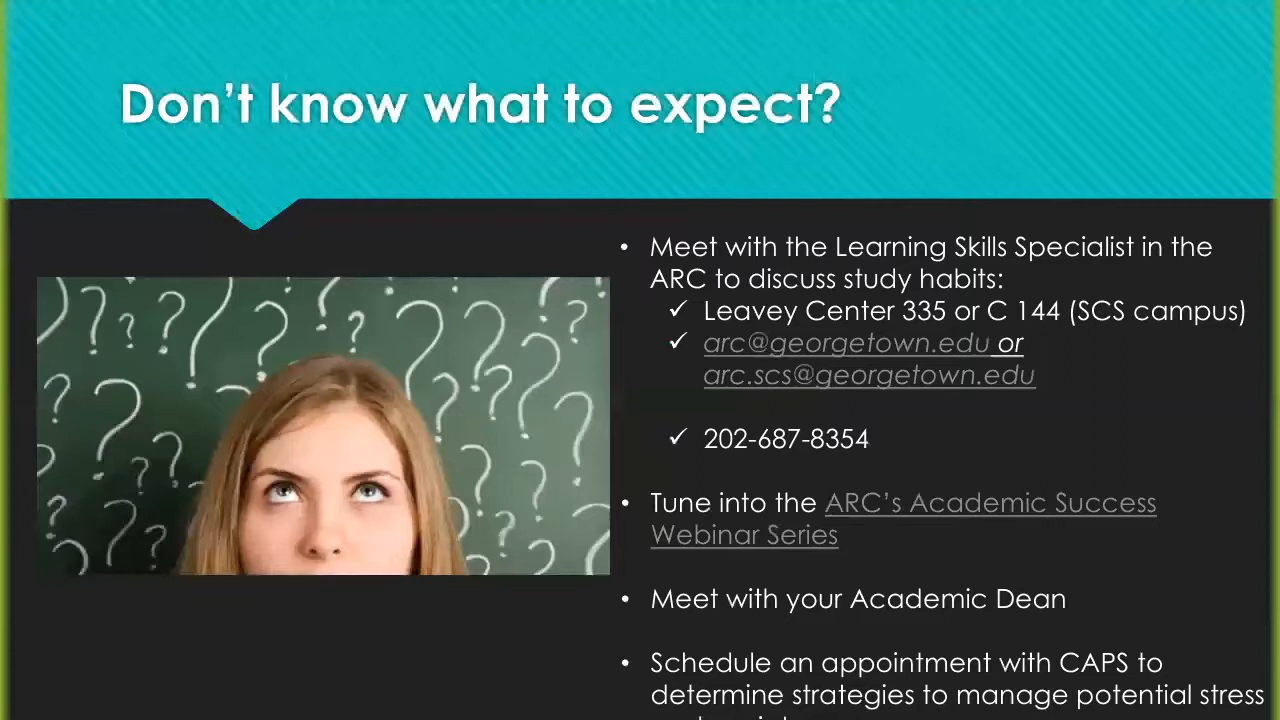 Don’t know what to expect?
• Meet with the Learning Skills Specialist in the
ARC to discuss study habits:
✓ Leavey Center 335 or C 144 (SCS campus)
✓ arc@georgetown.edu or
arc.scs@georgetown.edu
✓ 202-687-8354
• Tune into the ARC’s Academic Success
Webinar Series
• Meet with your Academic Dean
• Schedule an appointment with CAPS to
determine strategies to manage potential stress